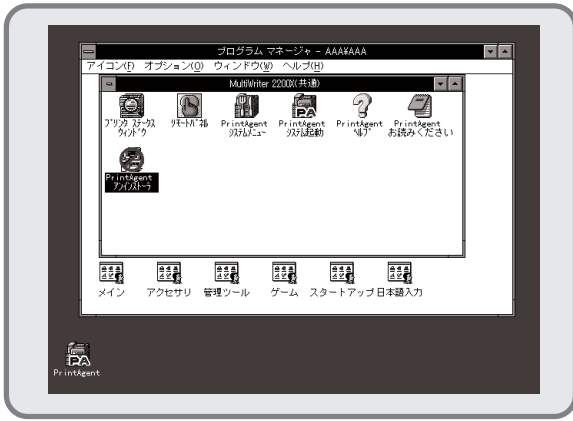 プログラム マネージャ - AAA¥AAA
アイコン(F) オプション(O) ウィンドウ(W) ヘルプ(H)
MultiWriter 2200X(共通)
プリンタ ステータス
ウィンドウ
リモートパネル
PrintAgent
システムメニュー
PrintAgent
システム起動
PrintAgent
ヘルプ
PrintAgent
お読みください
PrintAgent
アンインストーラ
メイン
アクセサリ
管理ツール
ゲーム
スタートアップ
日本語入力
PA
PrintAgent